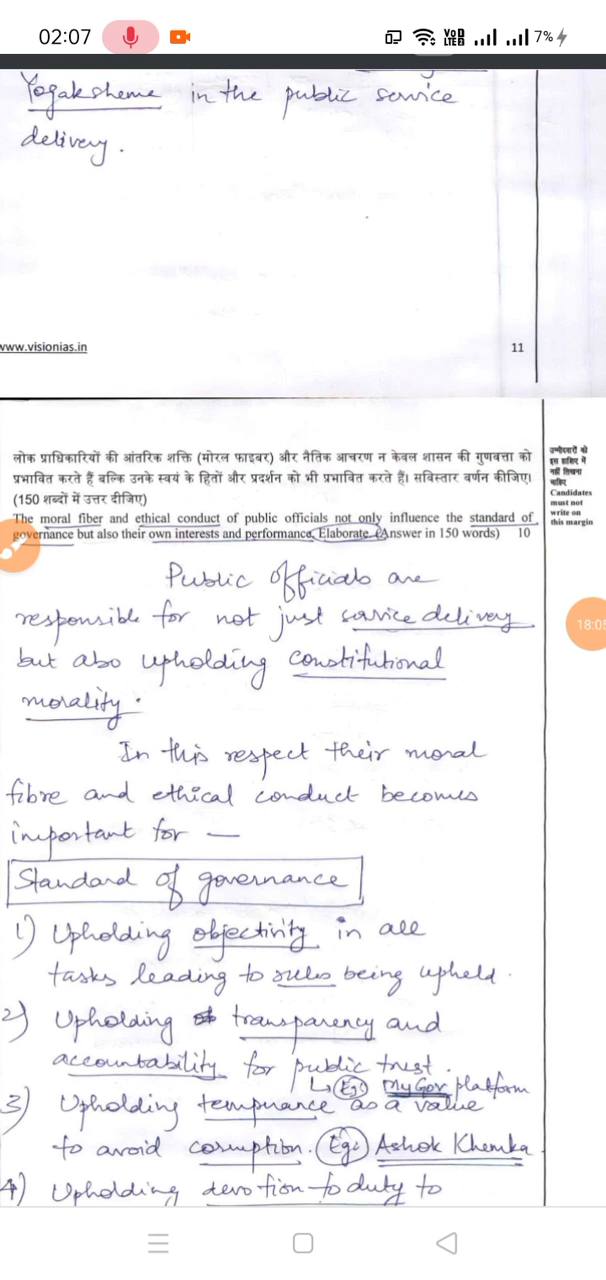 02:07
VoD
LTE2
7%
Yogaksheme in the public service
delivery.
www.visionias.in
11
लोक प्राधिकारियों की आंतरिक शक्ति (मोरल फाइबर) और नैतिक आचरण न केवल शासन की गुणवत्ता को
प्रभावित करते हैं बल्कि उनके स्वयं के हितों और प्रदर्शन को भी प्रभावित करते हैं। सविस्तार वर्णन कीजिए।
(150 शब्दों में उत्तर दीजिए)
The moral fiber and ethical conduct of public officials not only influence the standard of
governance but also their own interests and performance. Elaborate. (Answer in 150 words) 10
उम्मीदवारों को
इस हाशिए में
नहीं लिखना
चाहिए
Candidates
must not
write on
this margin
18:05
Public officials are
responsible for not just service delivery
but also upholding constitutional
morality.
In this respect their moral
fibre and ethical conduct becomes
important for —
Standard of governance
1) Upholding objectivity in all
tasks leading to rules being upheld.
2) Upholding transparency and
accountability for public trust.
↳ Eg: MyGov platform
3) Upholding tempurance as a value
to avoid corruption. Eg: Ashok Khemka
4) Upholding devotion to duty to